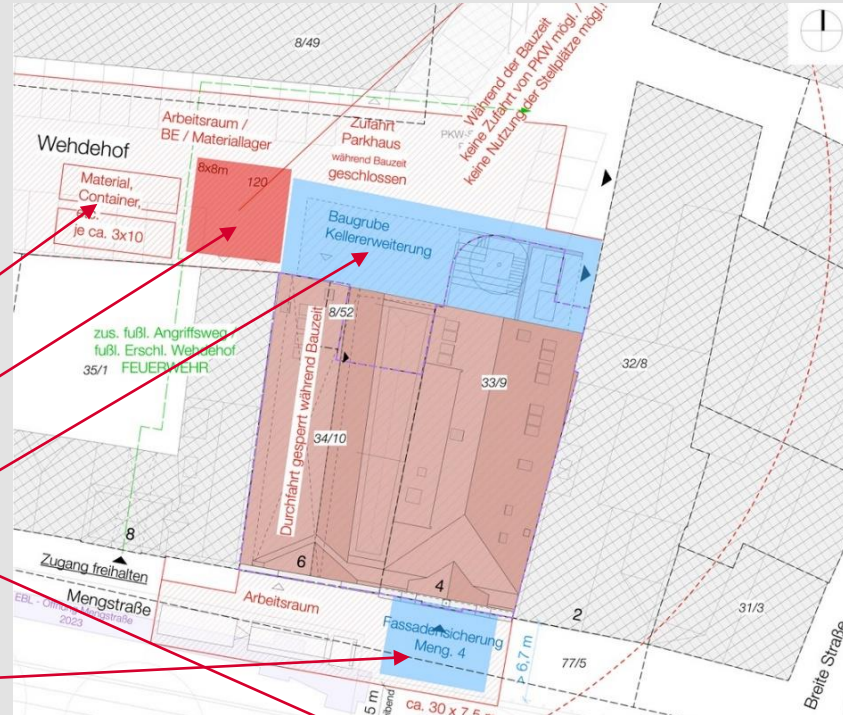 8/49
Während der Bauzeit
keine Zufahrt von PKW mögl. /
keine Nutzung der Stellplätze mögl.
Arbeitsraum /
BE / Materiallager
Zufahrt
Parkhaus
während Bauzeit
geschlossen
Wehdehof
8x8m
120
Material,
Container,
je ca. 3x10
Baugrube
Kellererweiterung
8/52
zus. fußl. Angriffsweg /
fußl. Erschl. Wehdehof
FEUERWEHR
35/1
Durchfahrt gesperrt während Bauzeit
33/9
32/8
34/10
8
6
4
2
Zugang freihalten
Mengstraße
EBL - Öffnung Mengstraße
2023
Arbeitsraum
Fassadensicherung
Meng. 4
6,7 m
77/5
31/3
Breite Straße
ca. 30 x 7,5